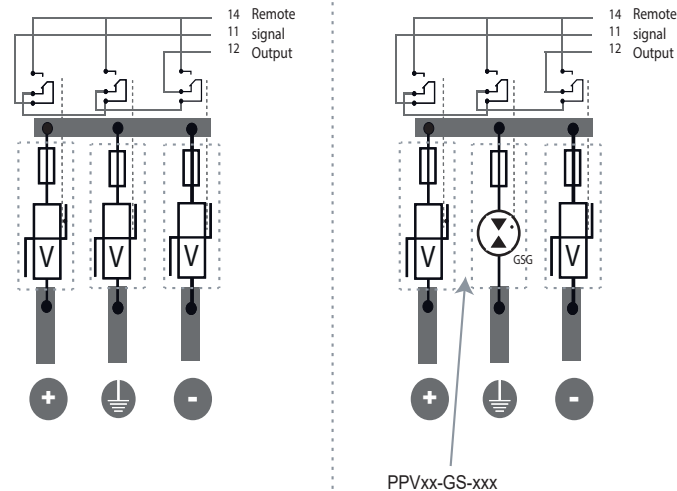 14 Remote
11 signal
12 Output
V V V
+ -
14 Remote
11 signal
12 Output
V V
GSG
+ -
PPVxx-GS-xxx